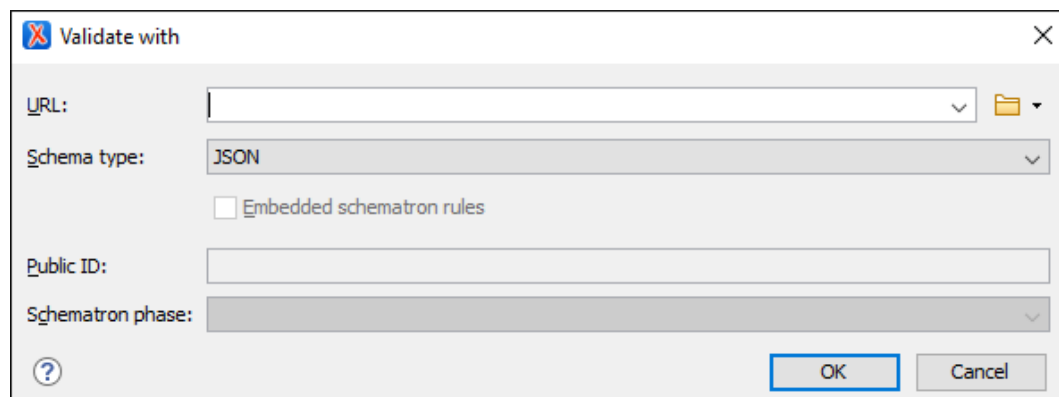 Validate with
URL:
Schema type: JSON
Embedded schematron rules
Public ID:
Schematron phase:
? OK Cancel